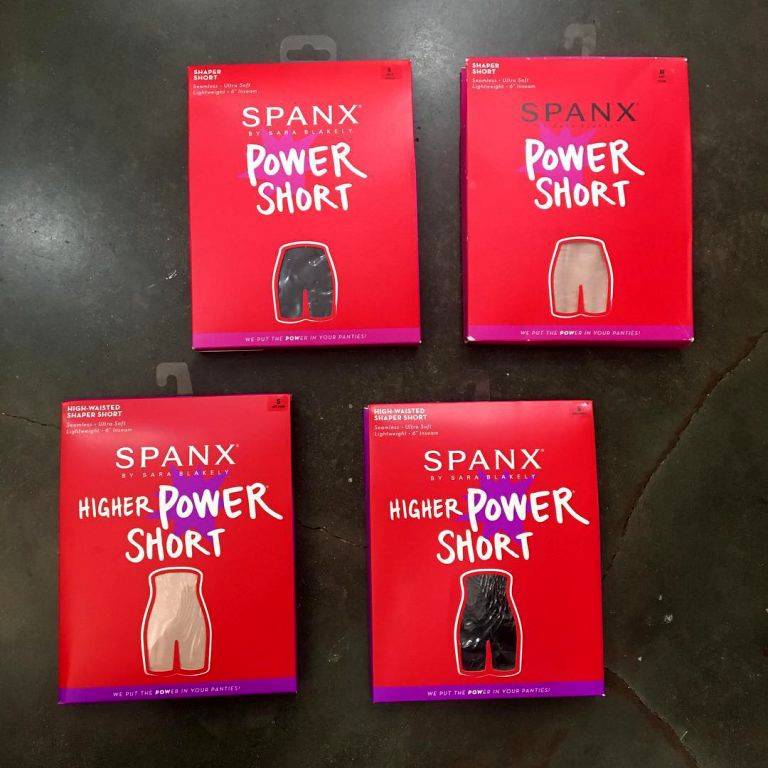 SHAPER
SHORT
Seamless • Ultra Soft
Lightweight • 6" Inseam
S
SPANX®
BY SARA BLAKELY
POWER
SHORT
WE PUT THE POWER IN YOUR PANTIES!
SHAPER
SHORT
Seamless • Ultra Soft
Lightweight • 6" Inseam
M
SPANX®
POWER
SHORT
WE PUT THE POWER IN YOUR PANTIES!
HIGH-WAISTED
SHAPER SHORT
Seamless • Ultra Soft
Lightweight • 6" Inseam
S
SPANX®
BY SARA BLAKELY
HIGHER POWER
SHORT
WE PUT THE POWER IN YOUR PANTIES!
HIGH-WAISTED
SHAPER SHORT
Seamless • Ultra Soft
Lightweight • 6" Inseam
S
SPANX®
BY SARA BLAKELY
HIGHER POWER
SHORT
WE PUT THE POWER IN YOUR PANTIES!